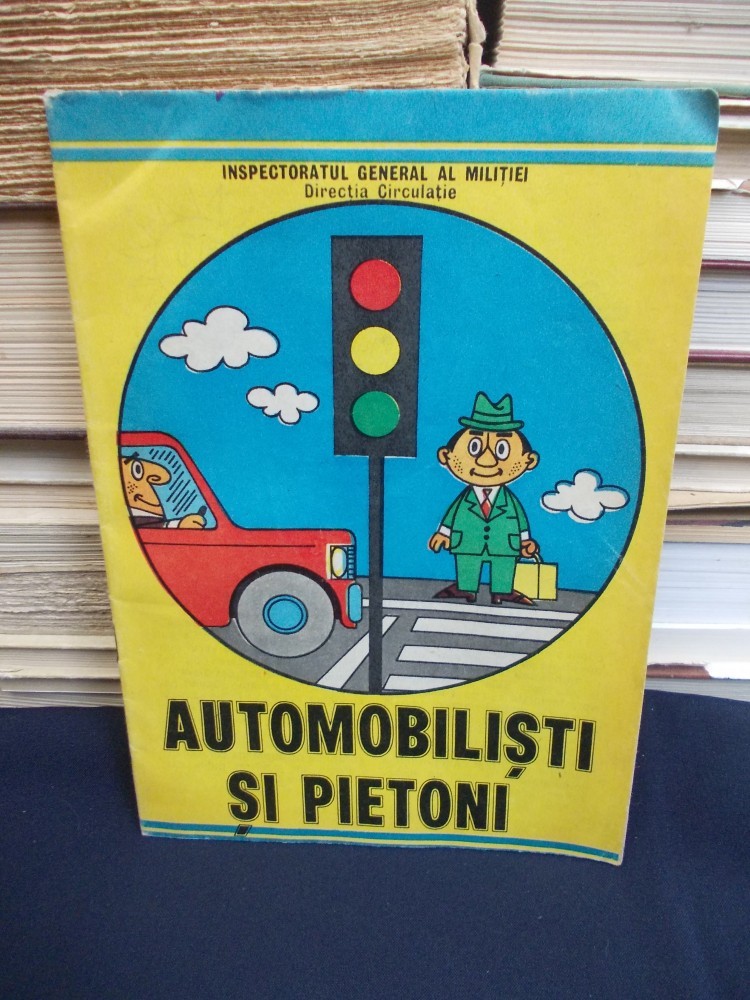 INSPECTORATUL GENERAL AL MILIȚIEI
Direcția Circulație
AUTOMOBILIȘTI
ȘI PIETONI